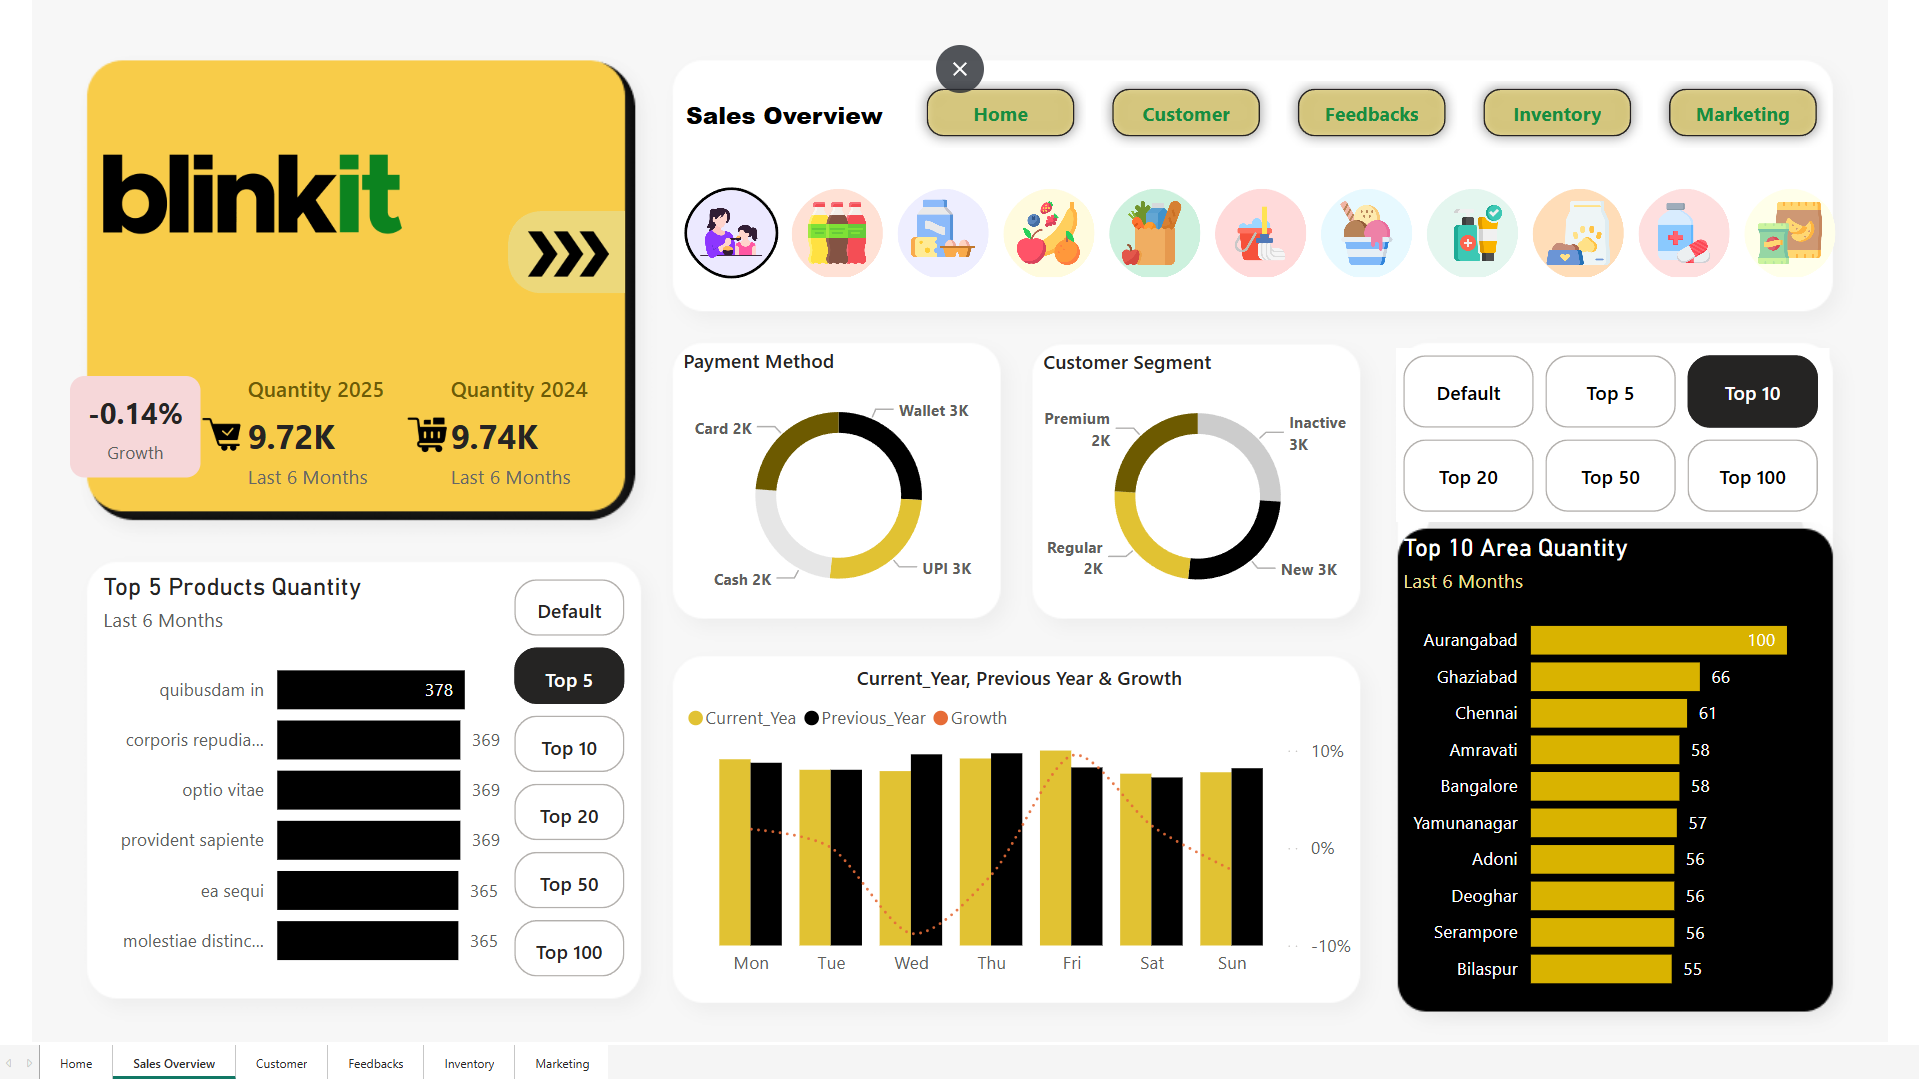 blinkit
-0.14%
Growth
Quantity 2025
9.72K
Last 6 Months
Quantity 2024
9.74K
Last 6 Months
Sales Overview
Home
Customer
Feedbacks
Inventory
Marketing
Payment Method
Wallet 3K
Card 2K
UPI 3K
Cash 2K
Customer Segment
Premium
2K
Inactive
3K
Regular
2K
New 3K
Default
Top 5
Top 10
Top 20
Top 50
Top 100
Top 5 Products Quantity
Last 6 Months
quibusdam in 378
corporis repudia... 369
optio vitae 369
provident sapiente 369
ea sequi 365
molestiae distinc... 365
Default
Top 5
Top 10
Top 20
Top 50
Top 100
Current_Year, Previous Year & Growth
Current_Yea Previous_Year Growth
10%
0%
-10%
Mon Tue Wed Thu Fri Sat Sun
Top 10 Area Quantity
Last 6 Months
Aurangabad 100
Ghaziabad 66
Chennai 61
Amravati 58
Bangalore 58
Yamunanagar 57
Adoni 56
Deoghar 56
Serampore 56
Bilaspur 55
Home Sales Overview Customer Feedbacks Inventory Marketing